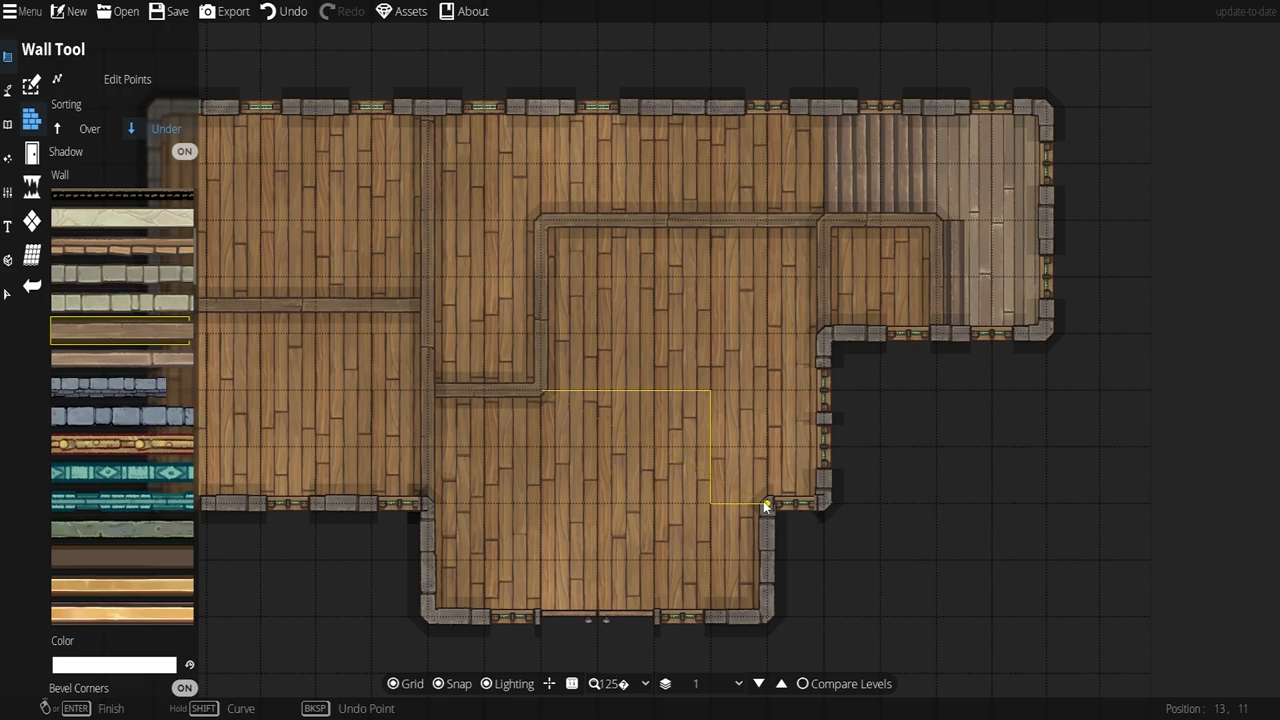 Menu New Open Save Export Undo Redo Assets About update-to-date
Wall Tool
Edit Points
Sorting
Over Under
Shadow ON
Wall
Color
Bevel Corners ON
Grid Snap Lighting 125� 1 Compare Levels
or ENTER Finish Hold SHIFT Curve BKSP Undo Point Position : 13, 11